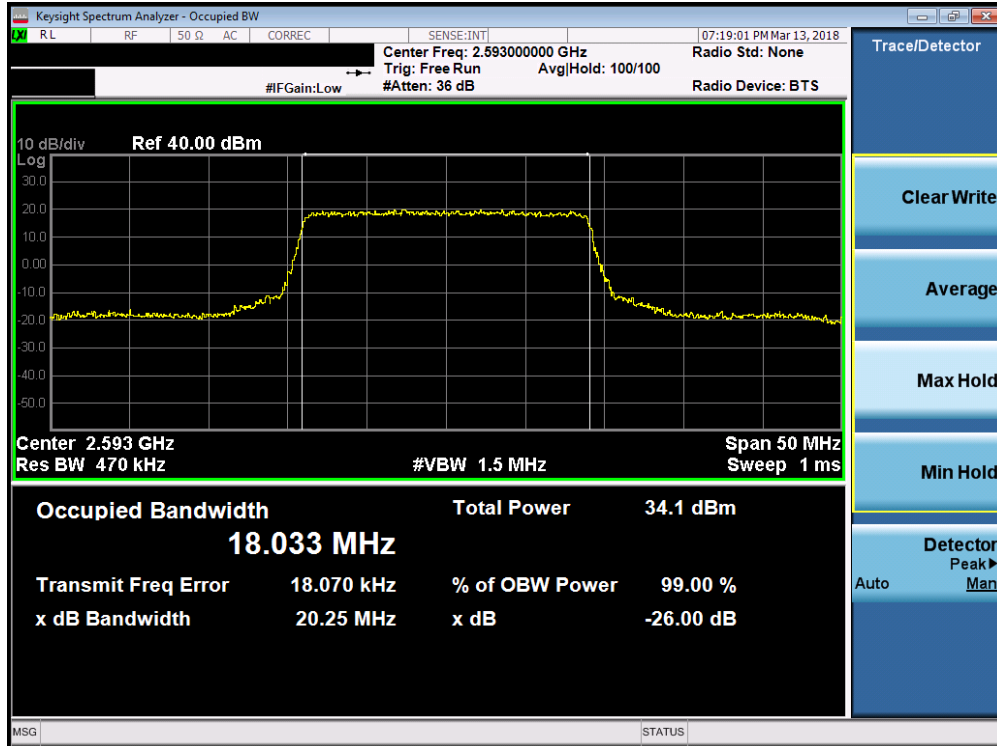 Keysight Spectrum Analyzer - Occupied BW
LXI RL RF 50 Ω AC CORREC SENSE:INT 07:19:01 PM Mar 13, 2018
Center Freq: 2.593000000 GHz Radio Std: None
Trig: Free Run Avg|Hold: 100/100
#IFGain:Low #Atten: 36 dB Radio Device: BTS
Trace/Detector
10 dB/div Ref 40.00 dBm
Log
30.0
20.0
10.0
0.00
-10.0
-20.0
-30.0
-40.0
-50.0
Center 2.593 GHz Span 50 MHz
Res BW 470 kHz #VBW 1.5 MHz Sweep 1 ms
Occupied Bandwidth Total Power 34.1 dBm
18.033 MHz
Transmit Freq Error 18.070 kHz % of OBW Power 99.00 %
x dB Bandwidth 20.25 MHz x dB -26.00 dB
Clear Write
Average
Max Hold
Min Hold
Detector
Peak▶
Auto Man
MSG STATUS